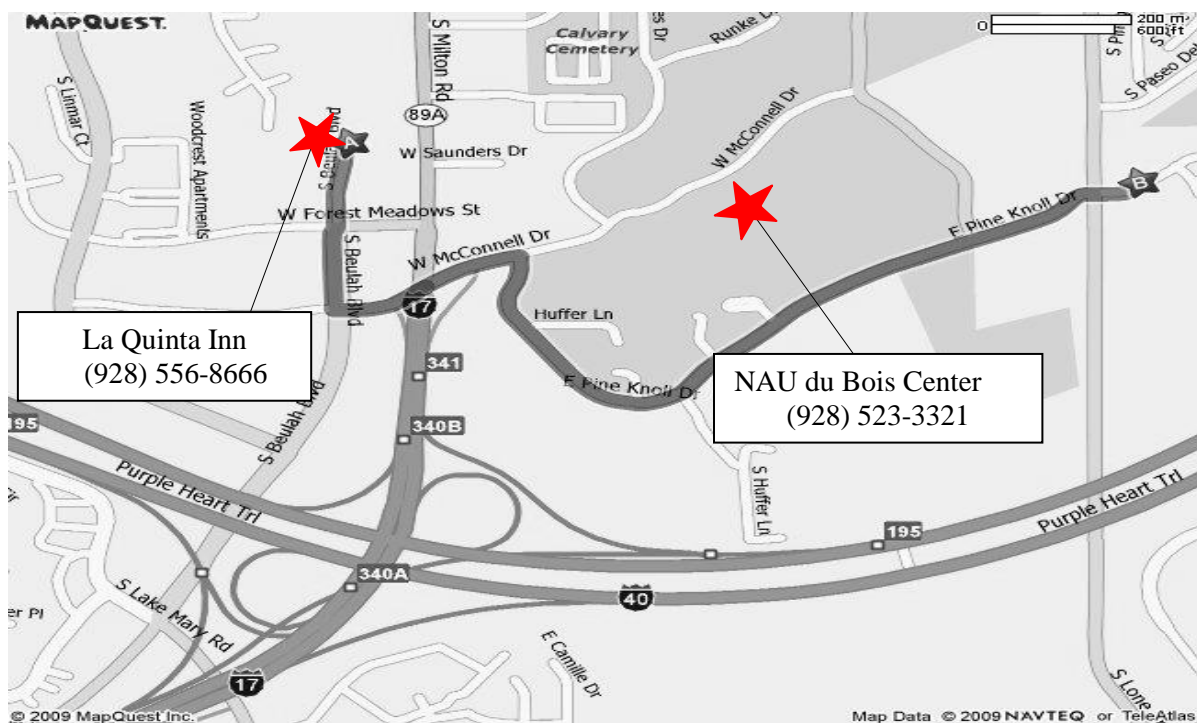 MAPQUEST.
S Milton Rd
Calvary
Cemetery
Runke
0
200 m
600 ft
S Linmar Ct
Woodcrest Apartments
89A
W McConnell Dr
S Paseo Del
A
W Saunders Dr
W Forest Meadows St
B
S Beulah Blvd
W McConnell Dr
E Pine Knoll Dr
17
Huffer Ln
La Quinta Inn
(928) 556-8666
341
E Pine Knoll Dr
NAU du Bois Center
(928) 523-3321
195
340B
S Beulah Blvd
Purple Heart Trl
S Huffer Ln
195
Purple Heart Trl
340A
40
S Lake Mary Rd
er Pl
E Camille Dr
17
S Lone
© 2009 MapQuest Inc.
Map Data © 2009 NAVTEQ or TeleAtlas